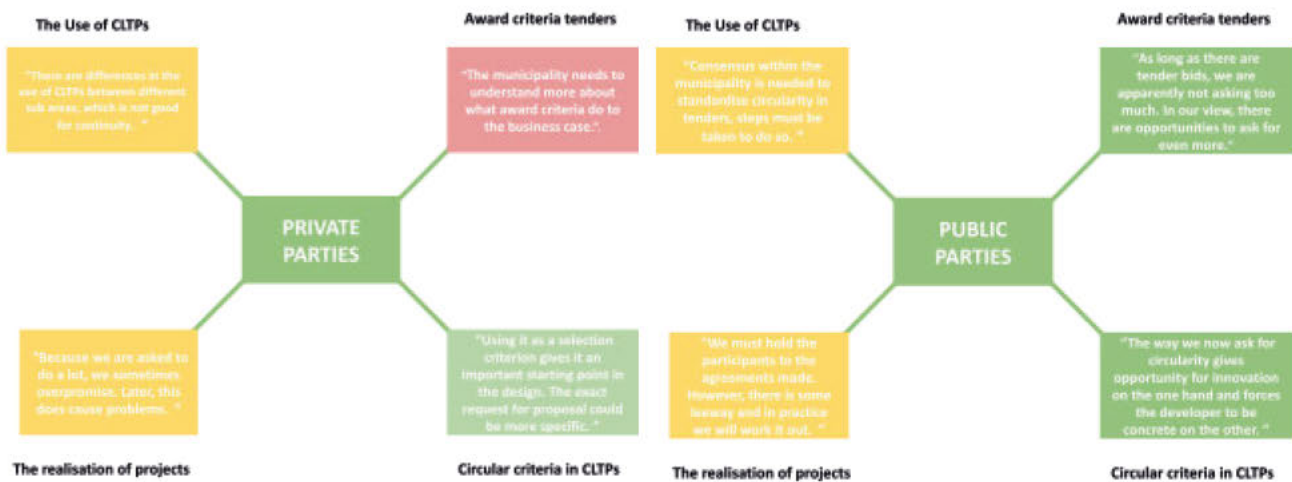 The Use of CLTPs
Award criteria tenders
"There are differences in the
use of CLTPs between different
sub areas, which is not good
for continuity. "
"The municipality needs to
understand more about
what award criteria do to
the business case.".
PRIVATE
PARTIES
"Because we are asked to
do a lot, we sometimes
overpromise. Later, this
does cause problems. "
"Using it as a selection
criterion gives it an
important starting point in
the design. The exact
request for proposal could
be more specific. "
The realisation of projects
Circular criteria in CLTPs
The Use of CLTPs
Award criteria tenders
"Consensus within the
municipality is needed to
standardise circularity in
tenders, steps must be
taken to do so. "
"As long as there are
tender bids, we are
apparently not asking too
much. In our view, there
are opportunities to ask for
even more."
PUBLIC
PARTIES
"We must hold the
participants to the
agreements made.
However, there is some
leeway and in practice
we will work it out. "
"The way we now ask for
circularity gives
opportunity for innovation
on the one hand and forces
the developer to be
concrete on the other. "
The realisation of projects
Circular criteria in CLTPs